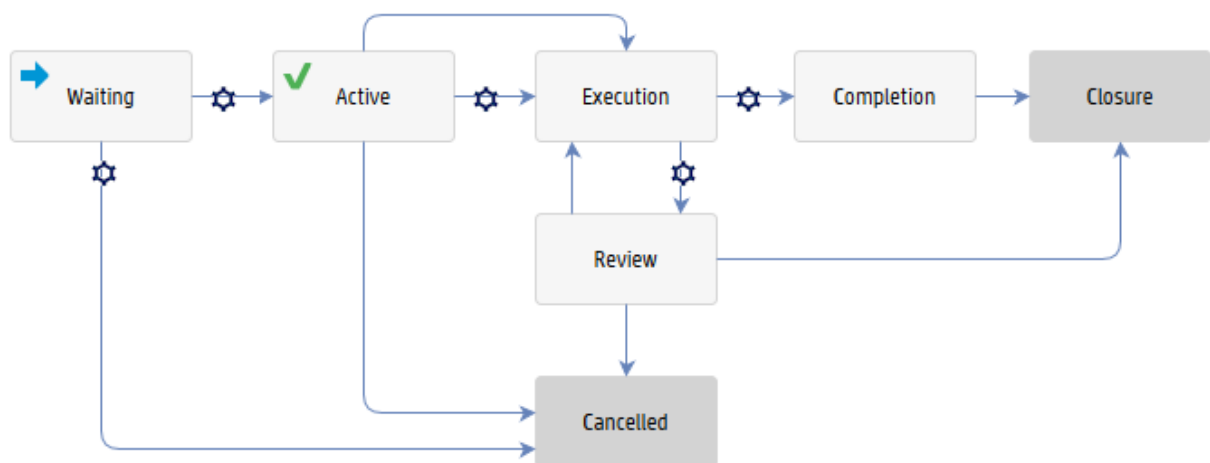 Waiting
Active
Execution
Completion
Closure
Review
Cancelled